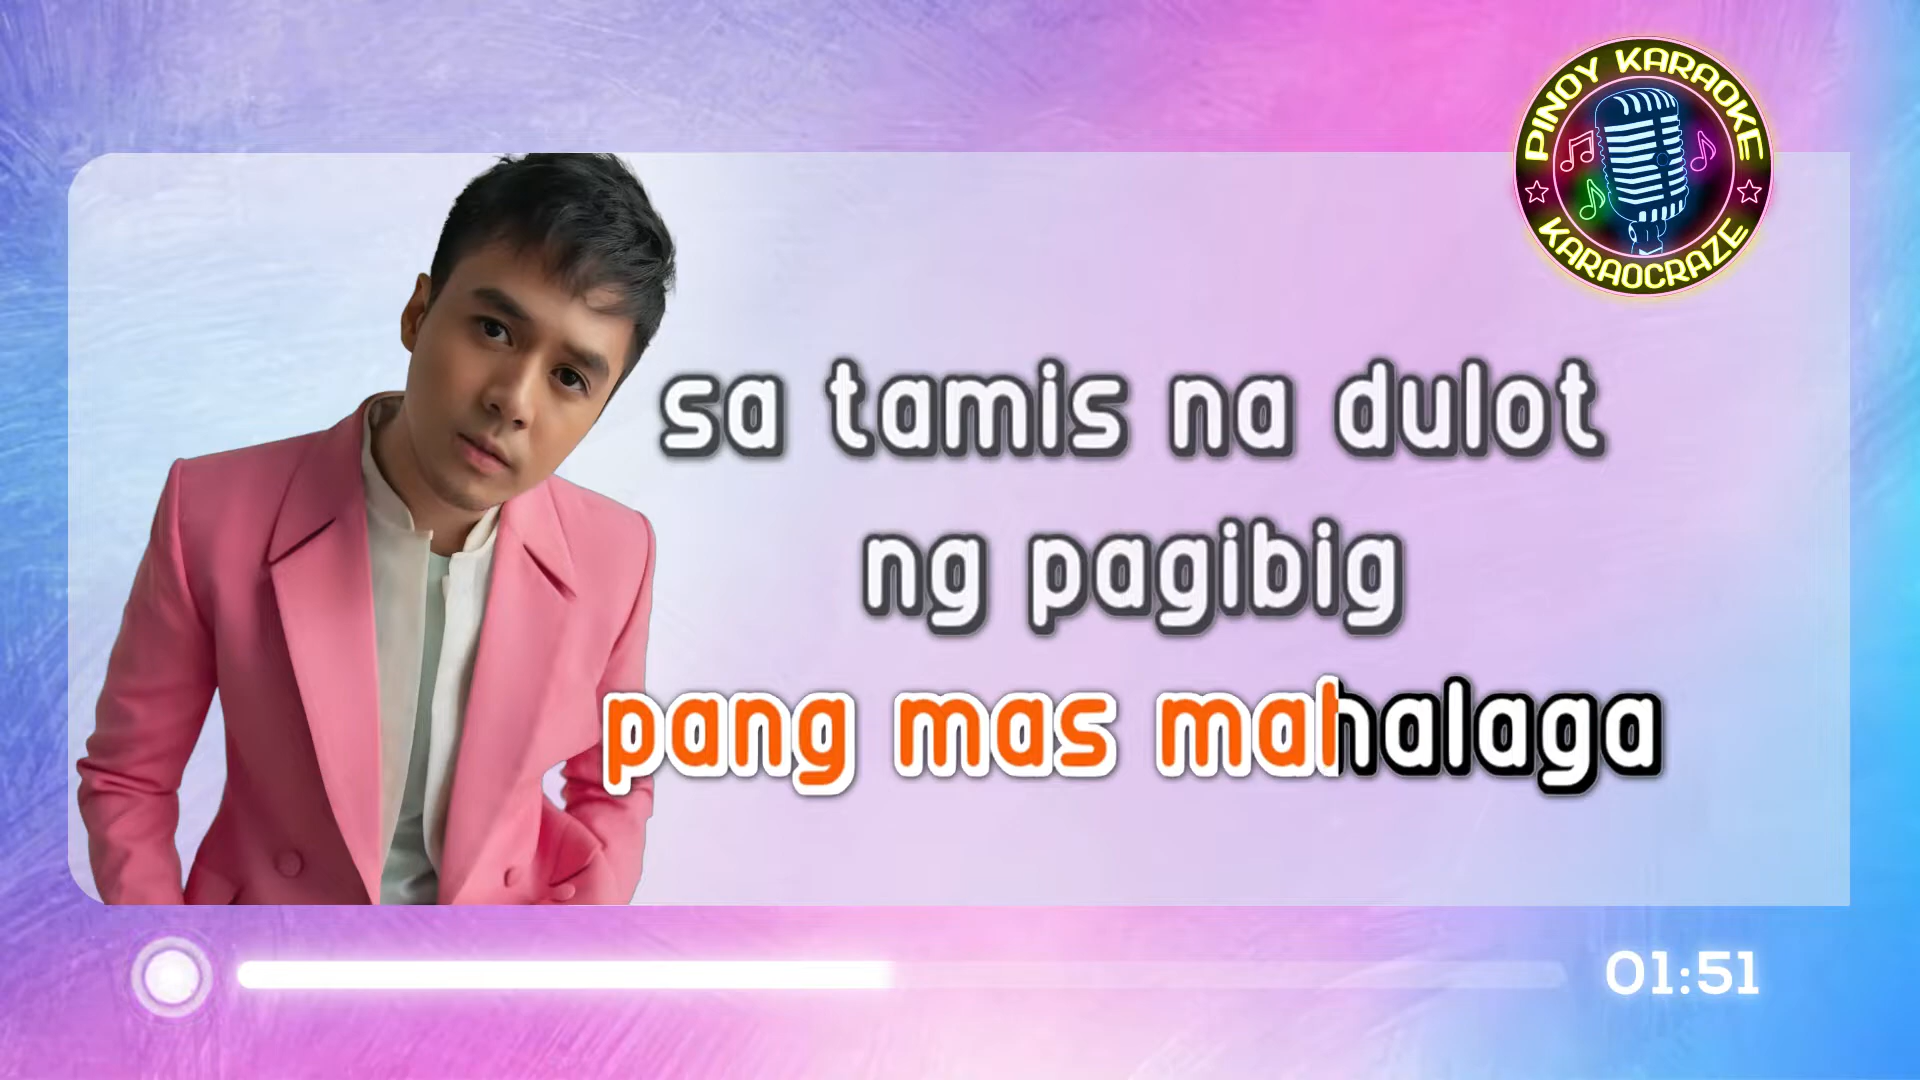 PINOY KARAOKE
KARAOCRAZE
sa tamis na dulot
ng pagibig
pang mas mahalaga
01:51